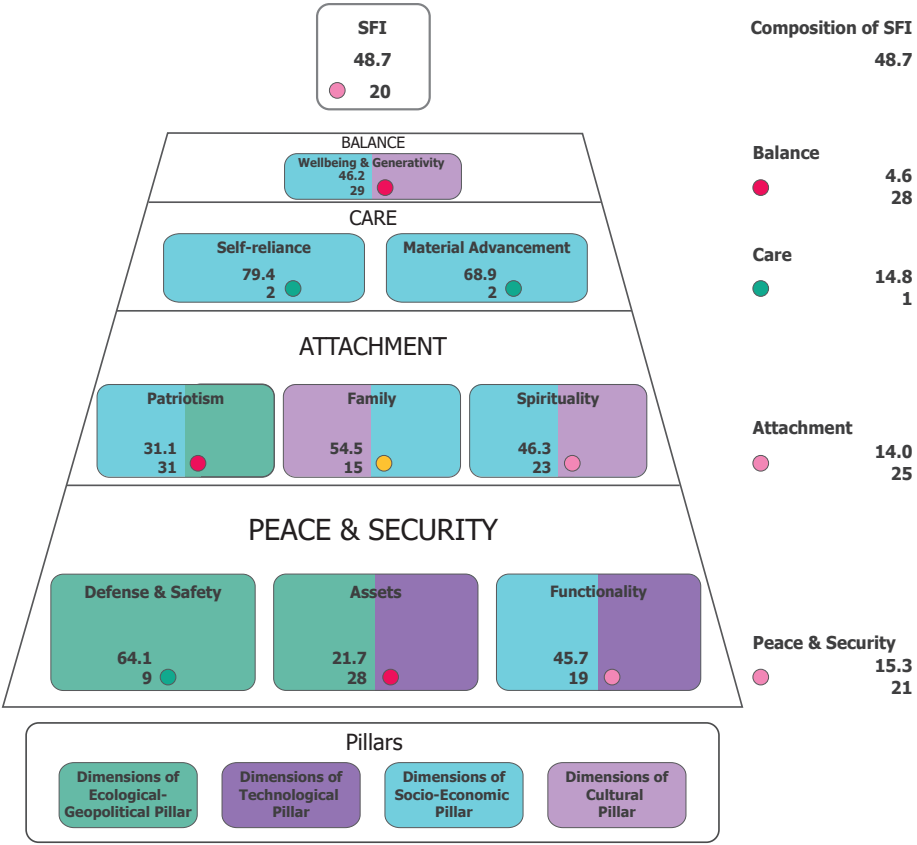 SFI
48.7
20
Composition of SFI
48.7
BALANCE
Wellbeing & Generativity
46.2
29
Balance
4.6
28
CARE
Self-reliance
79.4
2
Material Advancement
68.9
2
Care
14.8
1
ATTACHMENT
Patriotism
31.1
31
Family
54.5
15
Spirituality
46.3
23
Attachment
14.0
25
PEACE & SECURITY
Defense & Safety
64.1
9
Assets
21.7
28
Functionality
45.7
19
Peace & Security
15.3
21
Pillars
Dimensions of
Ecological-
Geopolitical Pillar
Dimensions of
Technological
Pillar
Dimensions of
Socio-Economic
Pillar
Dimensions of
Cultural
Pillar